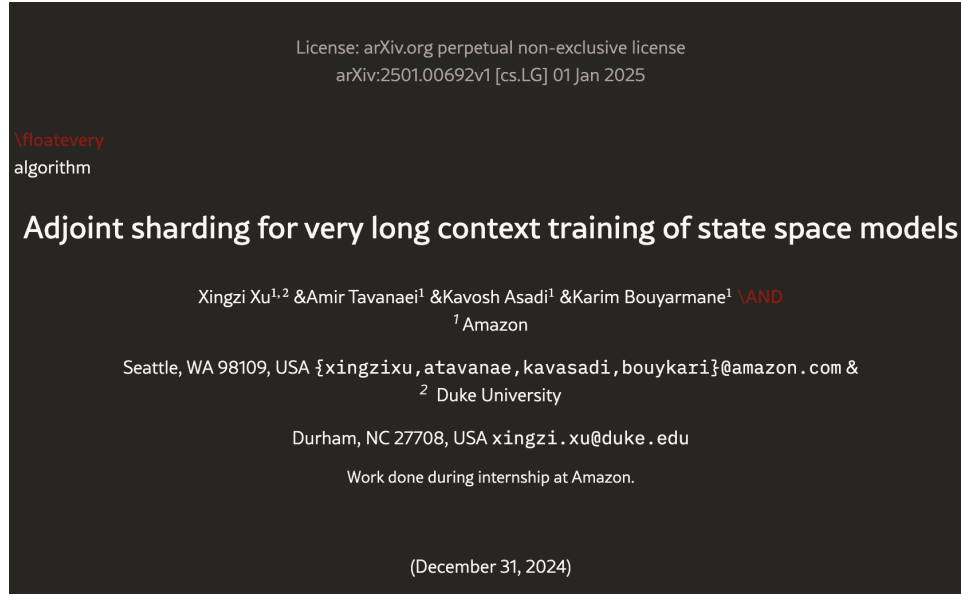 License: arXiv.org perpetual non-exclusive license
arXiv:2501.00692v1 [cs.LG] 01 Jan 2025
\floatevery
algorithm
Adjoint sharding for very long context training of state space models
Xingzi Xu1,2 &Amir Tavanaei1 &Kavosh Asadi1 &Karim Bouyarmane1 \AND
1 Amazon
Seattle, WA 98109, USA {xingzixu,atavanae,kavasadi,bouykari}@amazon.com &
2 Duke University
Durham, NC 27708, USA xingzi.xu@duke.edu
Work done during internship at Amazon.
(December 31, 2024)